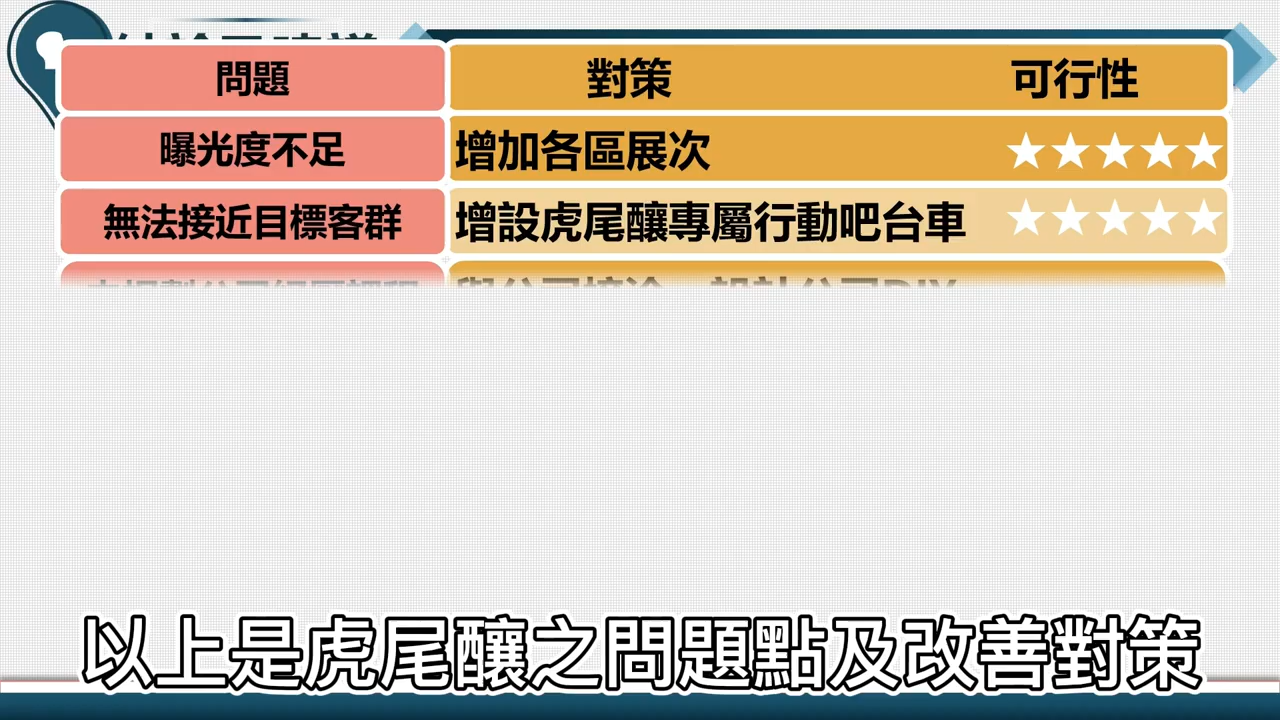 問題 對策 可行性
曝光度不足 增加各區展次 ★★★★★
無法接近目標客群 增設虎尾釀專屬行動吧台車 ★★★★★
以上是虎尾釀之問題點及改善對策